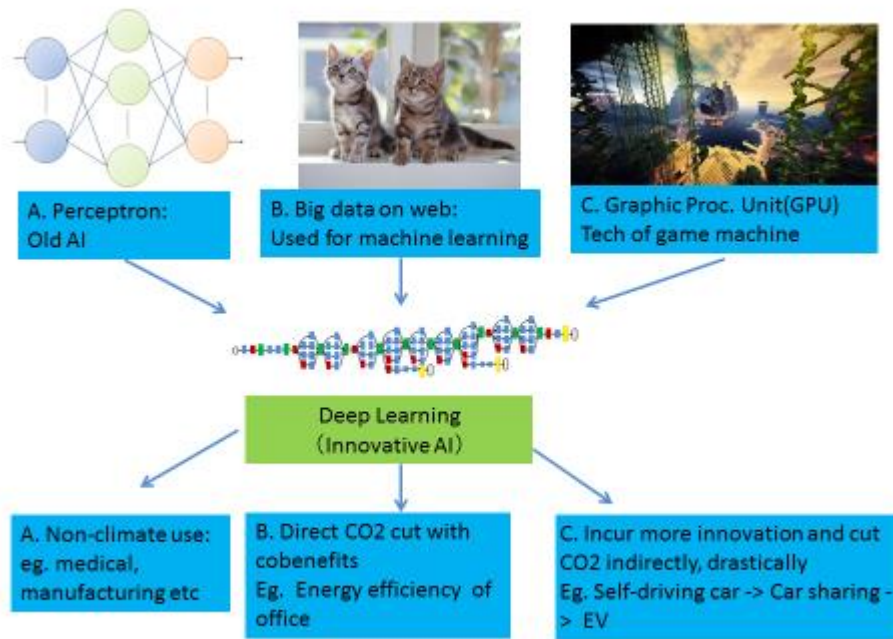 A. Perceptron:
Old AI
B. Big data on web:
Used for machine learning
C. Graphic Proc. Unit(GPU)
Tech of game machine
Deep Learning
（Innovative AI）
A. Non-climate use:
eg. medical,
manufacturing etc
B. Direct CO2 cut with
cobenefits
Eg.  Energy efficiency  of
office
C. Incur more innovation and cut
CO2 indirectly, drastically
Eg. Self-driving car -> Car sharing -
>  EV